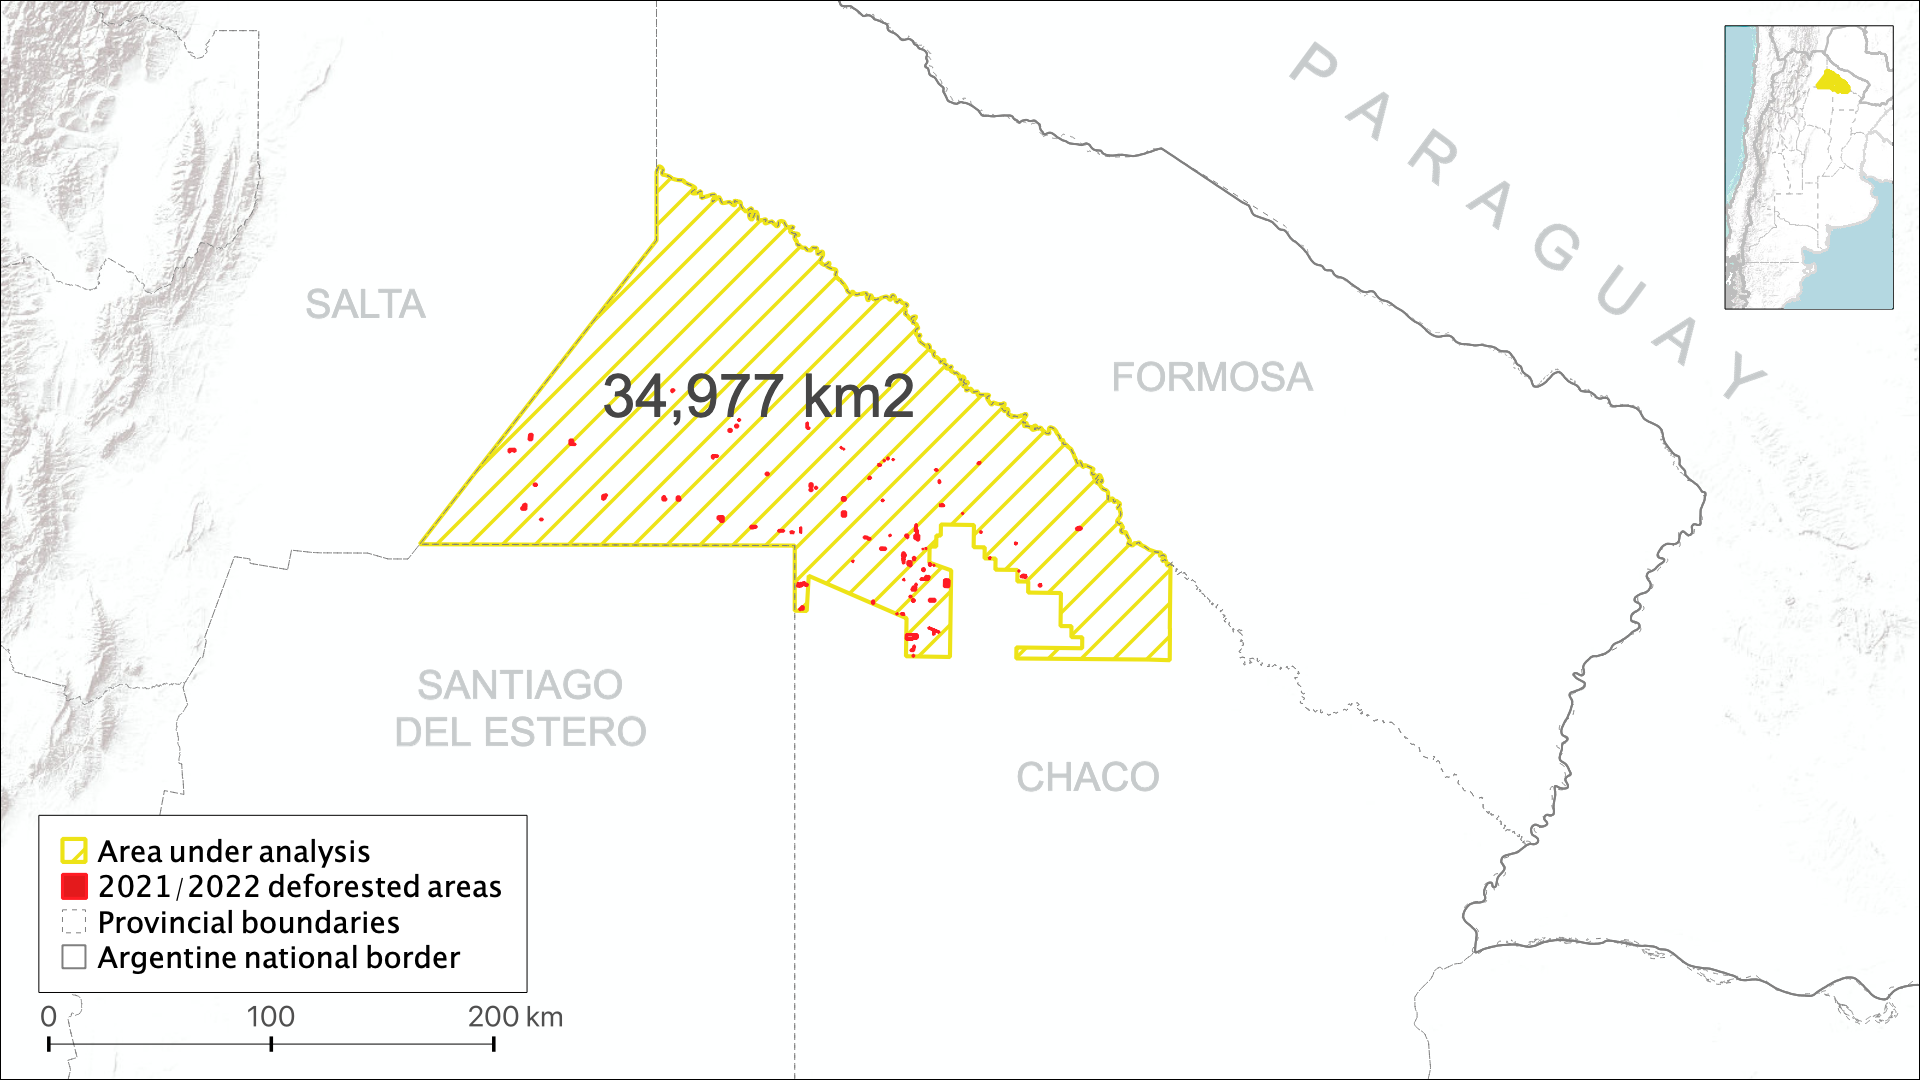 PARAGUAY
SALTA
FORMOSA
34,977 km2
SANTIAGO
DEL ESTERO
CHACO
Area under analysis
2021/2022 deforested areas
Provincial boundaries
Argentine national border
0 100 200 km